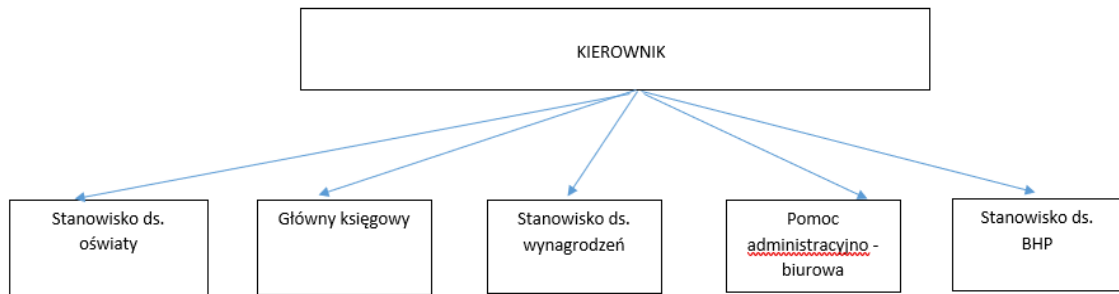 KIEROWNIK
Stanowisko ds.
oświaty
Główny księgowy
Stanowisko ds.
wynagrodzeń
Pomoc
administracyjno -
biurowa
Stanowisko ds.
BHP